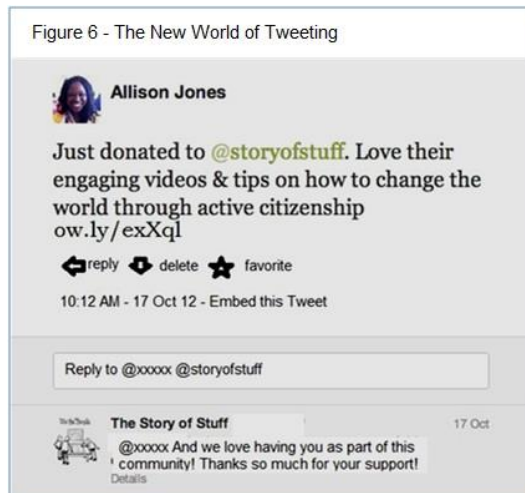 Figure 6 - The New World of Tweeting
Allison Jones
Just donated to @storyofstuff. Love their
engaging videos & tips on how to change the
world through active citizenship
ow.ly/exXql
reply delete favorite
10:12 AM - 17 Oct 12 - Embed this Tweet
Reply to @xxxxx @storyofstuff
The Story of Stuff 17 Oct
@xxxxx And we love having you as part of this
community! Thanks so much for your support!
Details